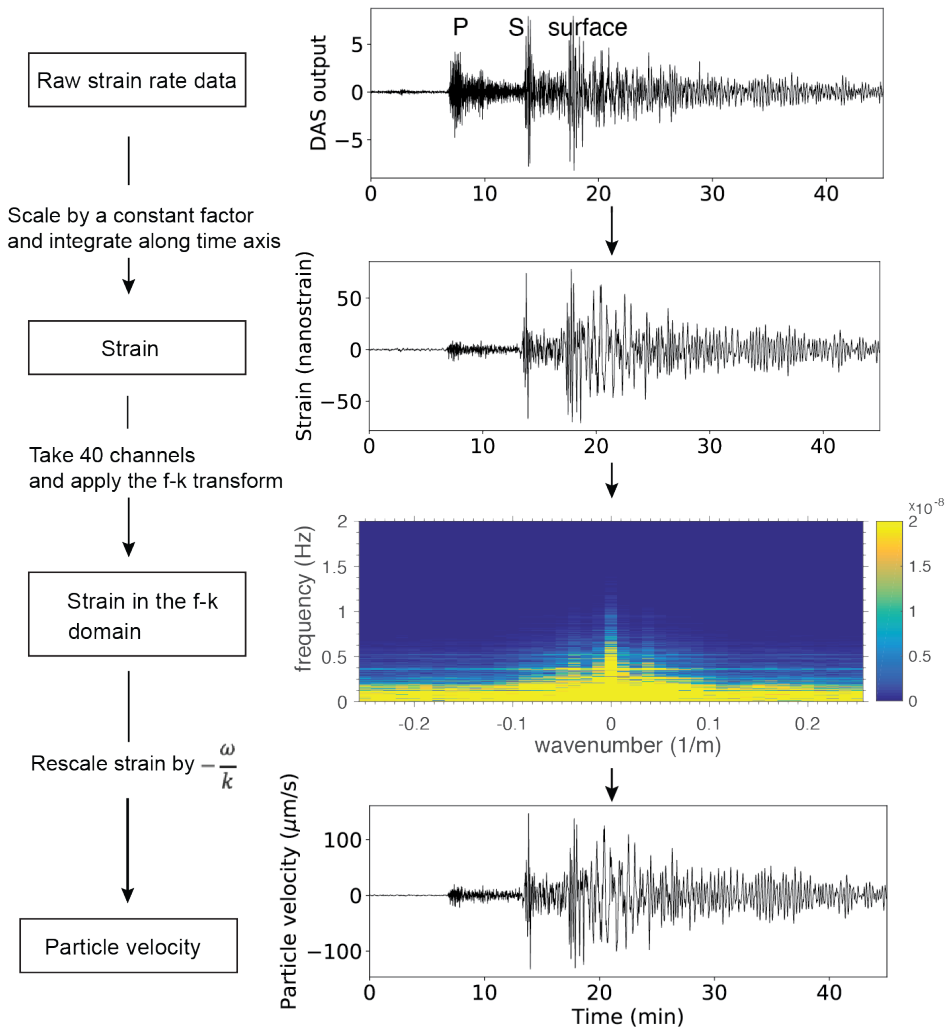 Raw strain rate data
Scale by a constant factor
and integrate along time axis
Strain
Take 40 channels
and apply the f-k transform
Strain in the f-k
domain
Rescale strain by −ω/k
Particle velocity
P S surface
DAS output
5
0
−5
0 10 20 30 40
Strain (nanostrain)
50
0
−50
0 10 20 30 40
×10⁻⁸
frequency (Hz)
2
1.5
1
0.5
0
-0.2 -0.1 0 0.1 0.2
wavenumber (1/m)
2
1.5
1
0.5
0
Particle velocity (μm/s)
100
0
−100
0 10 20 30 40
Time (min)